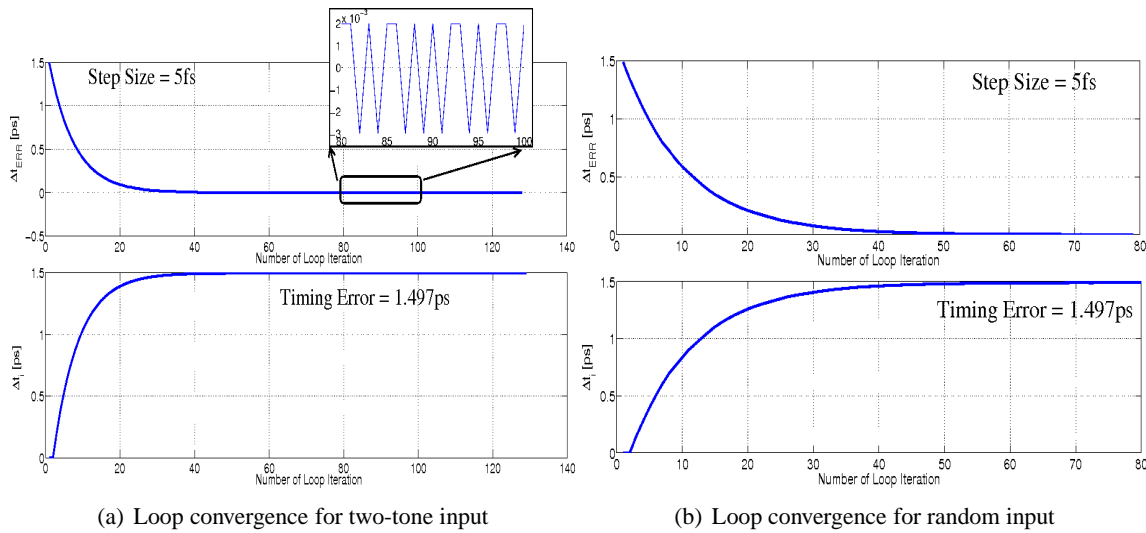 2 x 10⁻³
1
0
−1
−2
−3
80 85 90 95 100
1.5
1
0.5
0
−0.5
Δt_ERR [ps]
Step Size = 5fs
0 20 40 60 80 100 120 140
Number of Loop Iteration
1.5
1
0.5
0
Δt_i [ps]
Timing Error = 1.497ps
0 20 40 60 80 100 120 140
Number of Loop Iteration
(a) Loop convergence for two-tone input
1.5
1
0.5
0
Δt_ERR [ps]
Step Size = 5fs
0 10 20 30 40 50 60 70 80
Number of Loop Iteration
1.5
1
0.5
0
Δt_i [ps]
Timing Error = 1.497ps
0 10 20 30 40 50 60 70 80
Number of Loop Iteration
(b) Loop convergence for random input